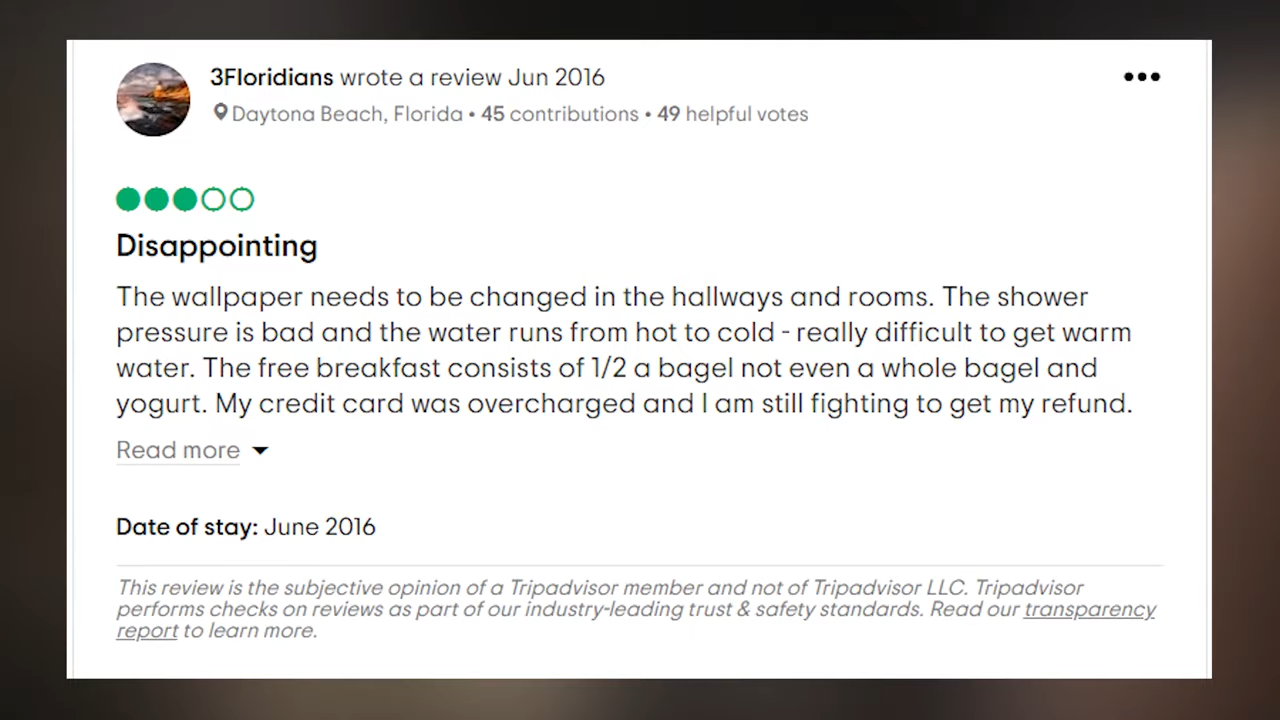 3Floridians wrote a review Jun 2016
Daytona Beach, Florida • 45 contributions • 49 helpful votes
Disappointing
The wallpaper needs to be changed in the hallways and rooms. The shower
pressure is bad and the water runs from hot to cold - really difficult to get warm
water. The free breakfast consists of 1/2 a bagel not even a whole bagel and
yogurt. My credit card was overcharged and I am still fighting to get my refund.
Read more
Date of stay: June 2016
This review is the subjective opinion of a Tripadvisor member and not of Tripadvisor LLC. Tripadvisor
performs checks on reviews as part of our industry-leading trust & safety standards. Read our transparency
report to learn more.